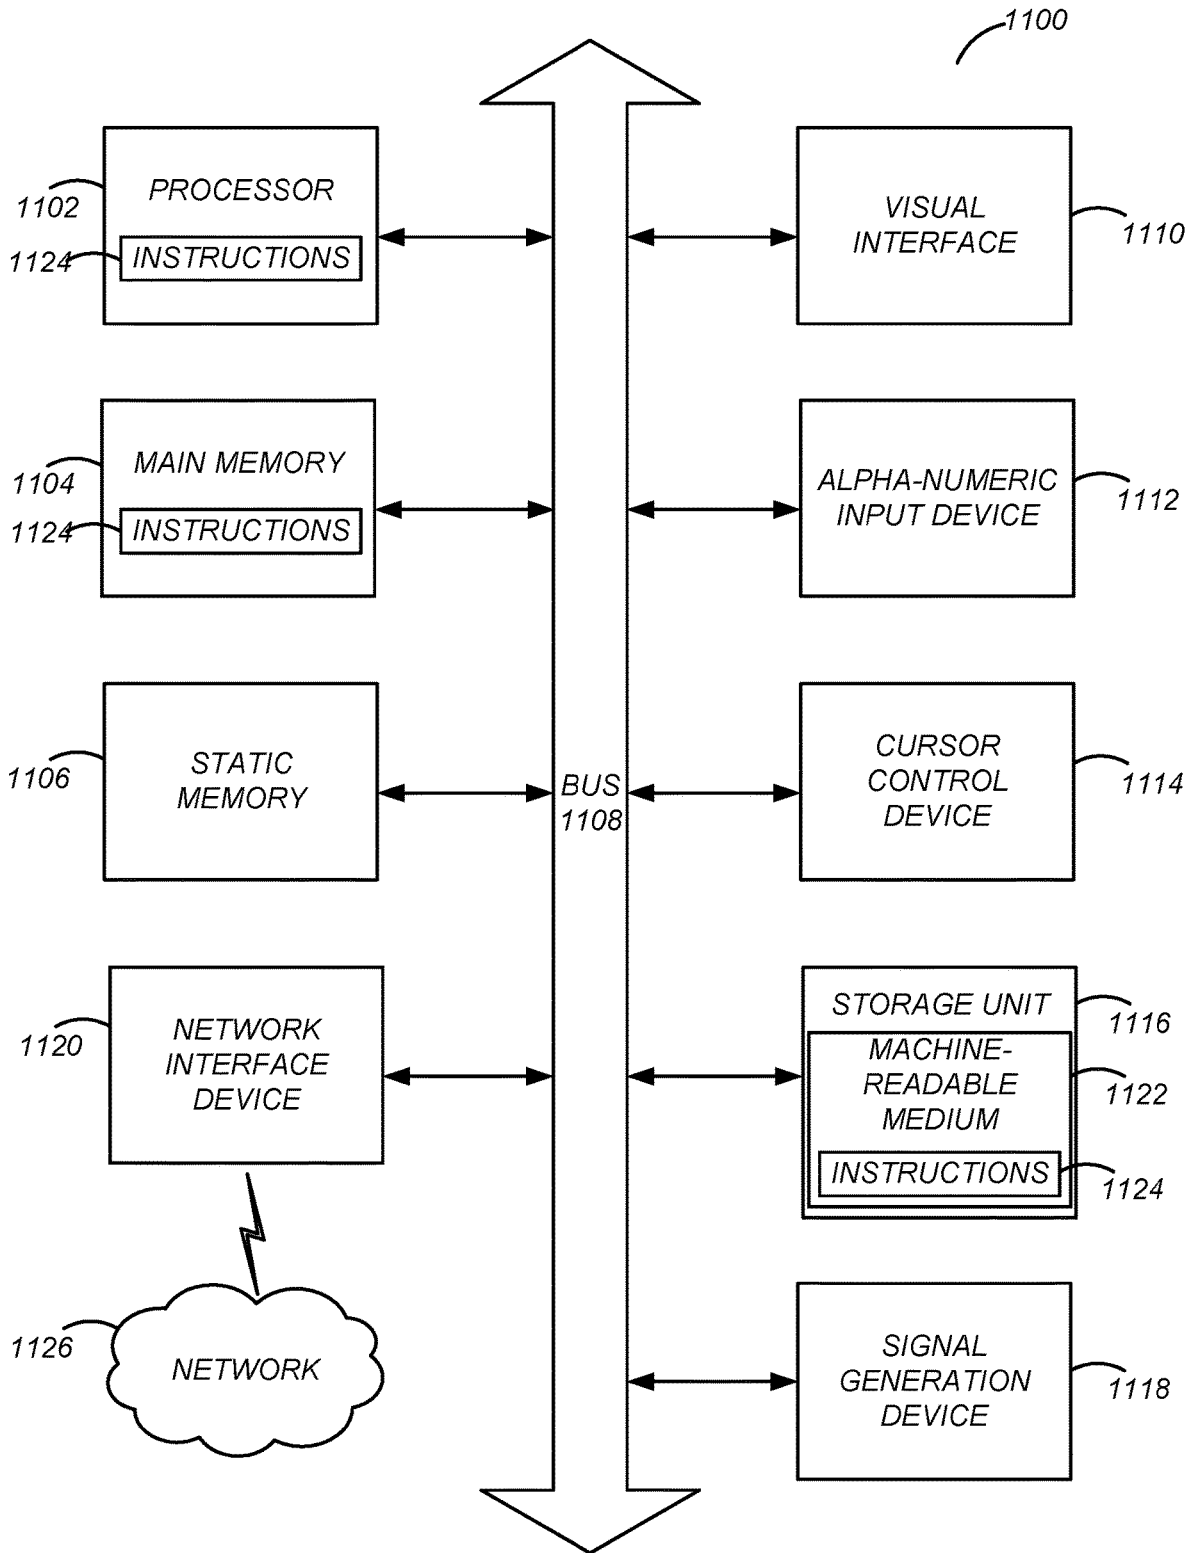 1100
PROCESSOR
1102
1124
INSTRUCTIONS
VISUAL
INTERFACE
1110
MAIN MEMORY
1104
1124
INSTRUCTIONS
ALPHA-NUMERIC
INPUT DEVICE
1112
STATIC
MEMORY
1106
BUS
1108
CURSOR
CONTROL
DEVICE
1114
NETWORK
INTERFACE
DEVICE
1120
STORAGE UNIT
1116
MACHINE-
READABLE
MEDIUM
1122
INSTRUCTIONS
1124
1126
NETWORK
SIGNAL
GENERATION
DEVICE
1118